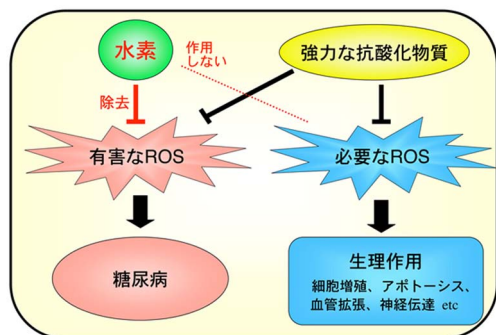 水素
作用
しない
強力な抗酸化物質
除去
有害なROS
必要なROS
糖尿病
生理作用
細胞増殖、アポトーシス、
血管拡張、神経伝達 etc